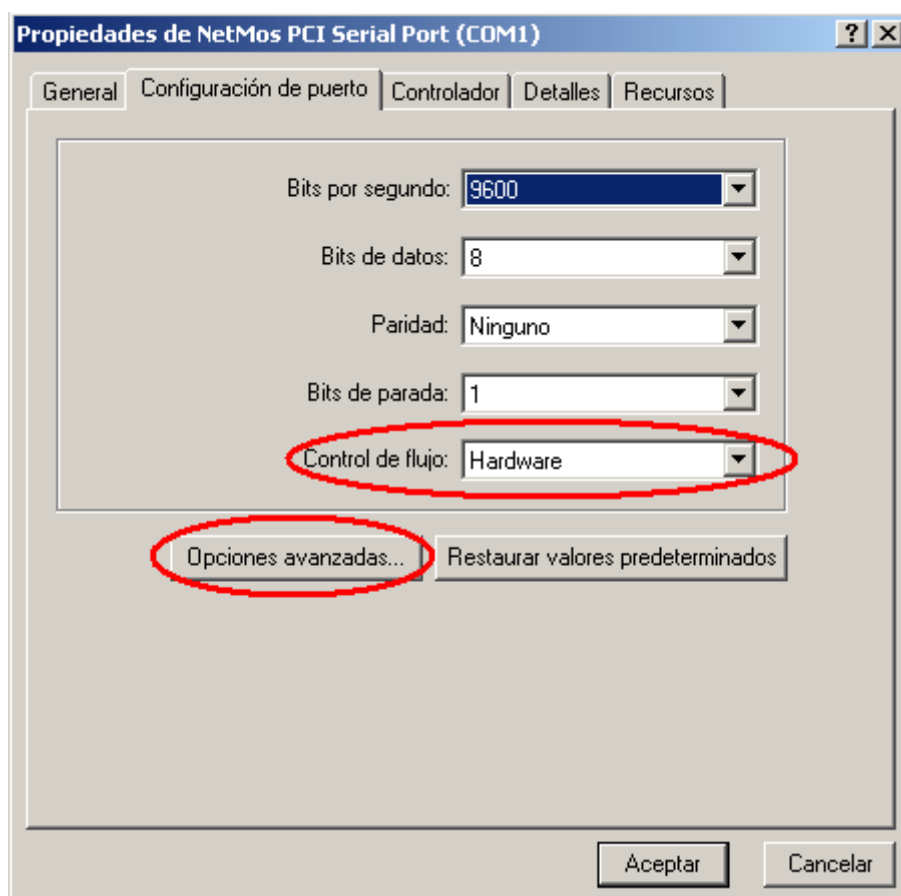 Propiedades de NetMos PCI Serial Port (COM1)
General Configuración de puerto Controlador Detalles Recursos
Bits por segundo: 9600
Bits de datos: 8
Paridad: Ninguno
Bits de parada: 1
Control de flujo: Hardware
Opciones avanzadas... Restaurar valores predeterminados
Aceptar Cancelar